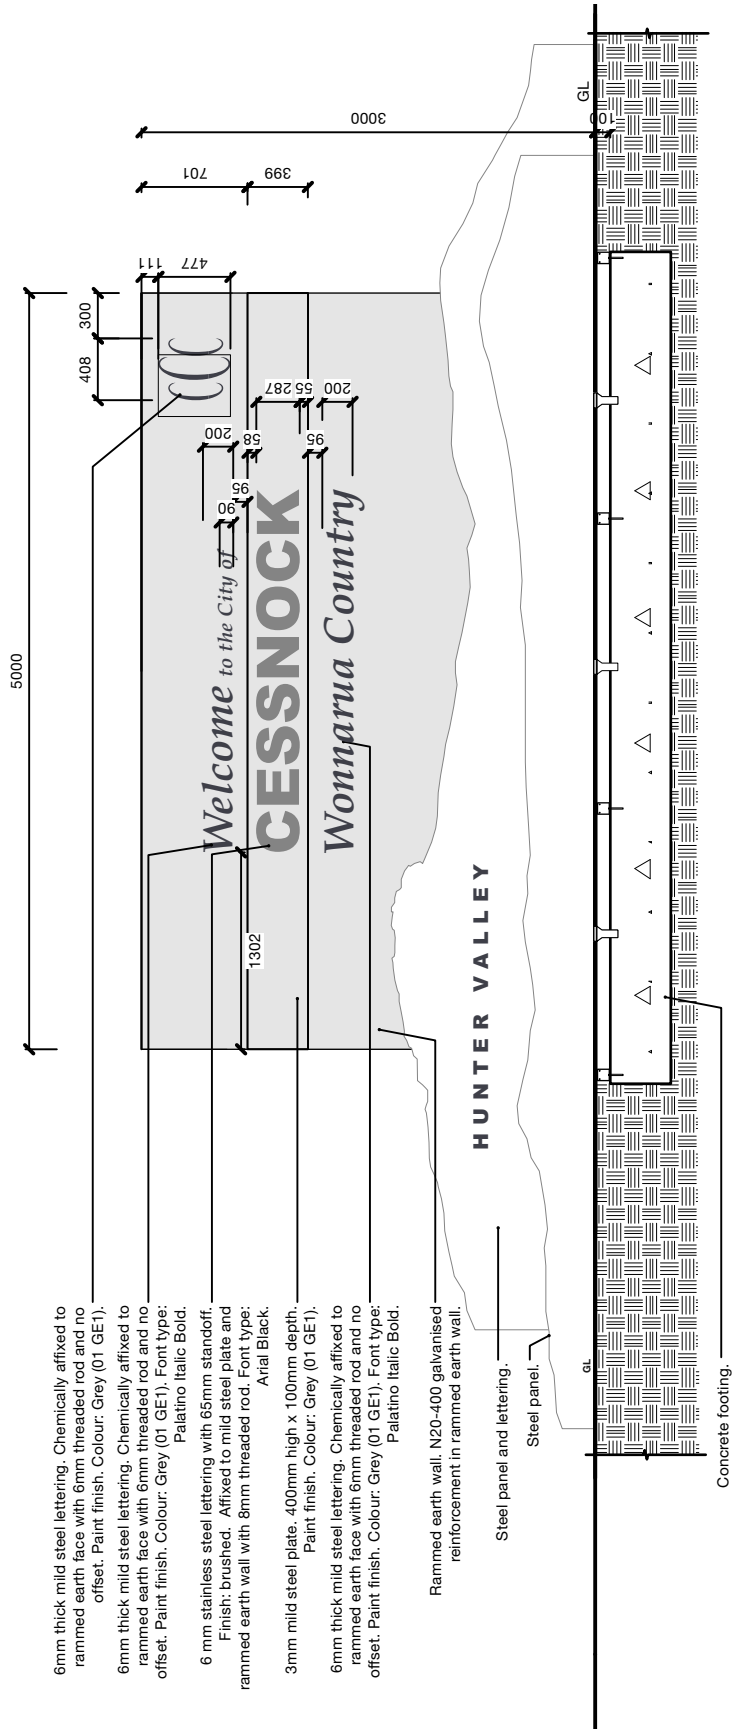 6mm thick mild steel lettering. Chemically affixed to
rammed earth face with 6mm threaded rod and no
offset. Paint finish. Colour: Grey (01 GE1).
6mm thick mild steel lettering. Chemically affixed to
rammed earth face with 6mm threaded rod and no
offset. Paint finish. Colour: Grey (01 GE1). Font type:
Palatino Italic Bold.
6 mm stainless steel lettering with 65mm standoff.
Finish: brushed. Affixed to mild steel plate and
rammed earth wall with 8mm threaded rod. Font type:
Arial Black.
3mm mild steel plate. 400mm high x 100mm depth.
Paint finish. Colour: Grey (01 GE1).
6mm thick mild steel lettering. Chemically affixed to
rammed earth face with 6mm threaded rod and no
offset. Paint finish. Colour: Grey (01 GE1). Font type:
Palatino Italic Bold.
Rammed earth wall. N20-400 galvanised
reinforcement in rammed earth wall.
Steel panel and lettering.
Steel panel.
GL
Concrete footing.
5000
408
300
111
477
701
399
3000
100
GL
200
90
95
58
287
55
95
200
1302
Welcome to the City of
CESSNOCK
Wonnarua Country
HUNTER VALLEY